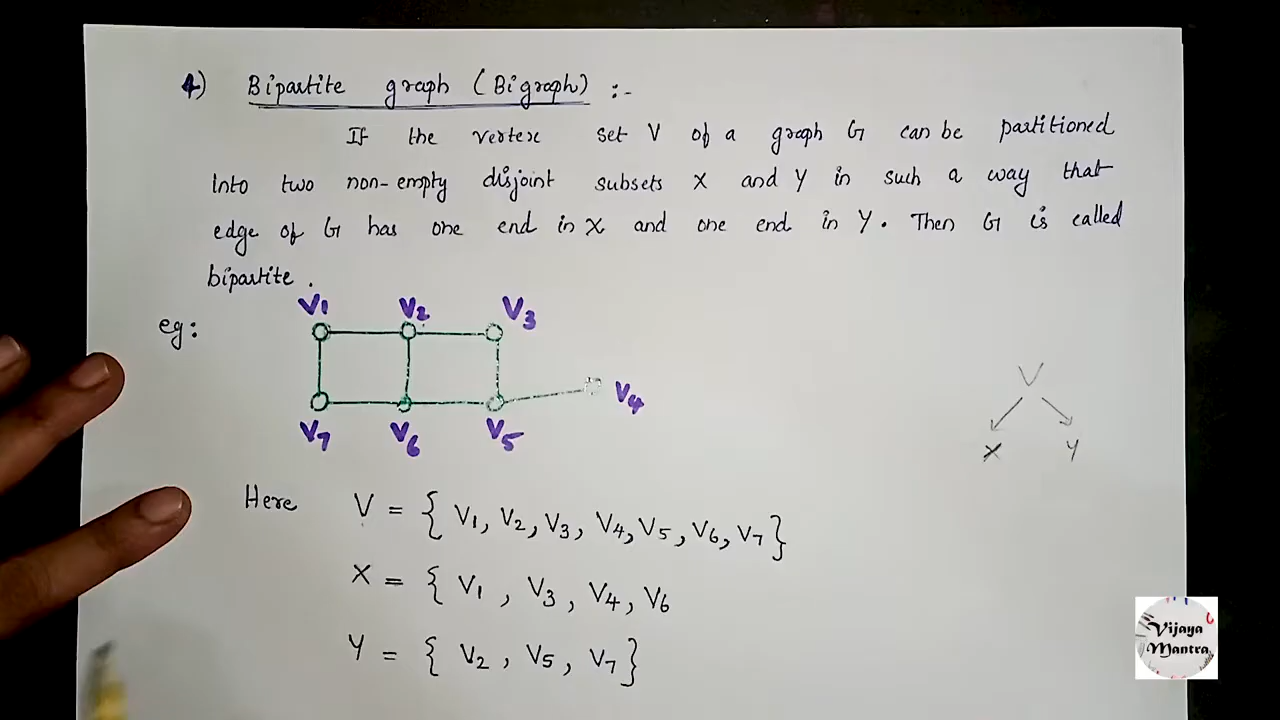 4) Bipartite graph (Bigraph) :-
If the vertex set V of a graph G can be partitioned
into two non-empty disjoint subsets X and Y in such a way that
edge of G has one end in X and one end in Y. Then G is called
bipartite.
eg:
V1 V2 V3
V4
V7 V6 V5
V
X Y
Here V = { V1, V2, V3, V4, V5, V6, V7 }
X = { V1 , V3, V4, V6
Y = { V2 , V5, V7 }
Vijaya
Mantra